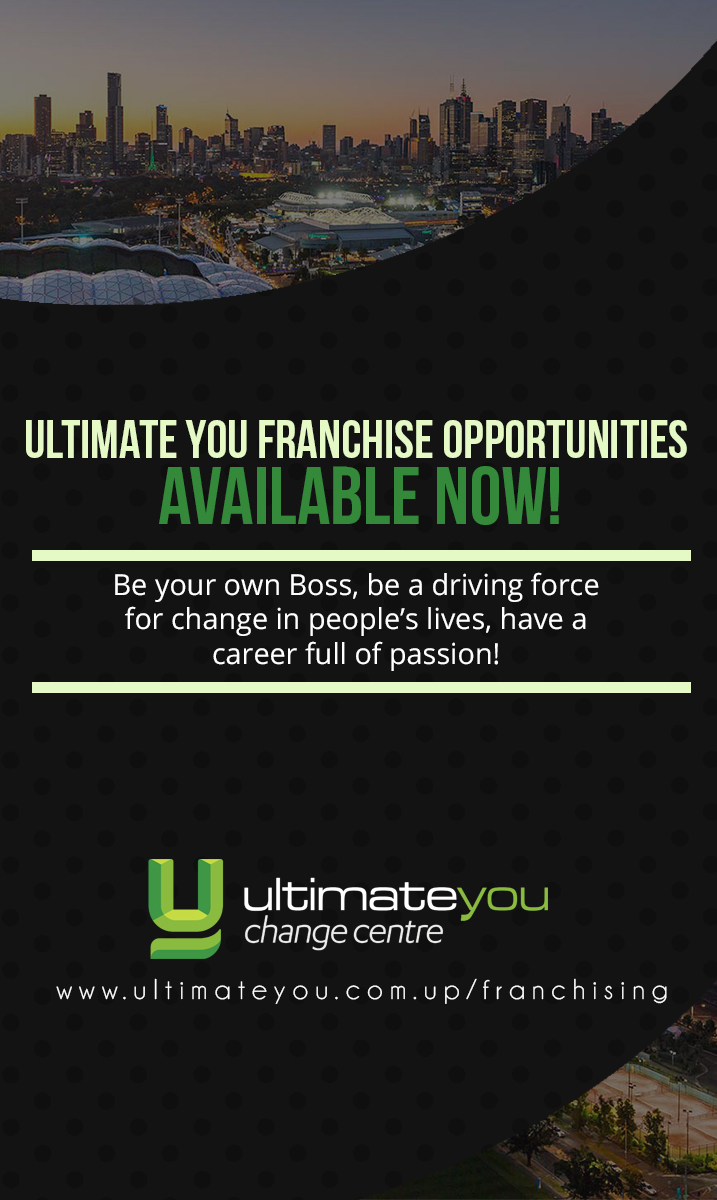 ULTIMATE YOU FRANCHISE OPPORTUNITIES
AVAILABLE NOW!
Be your own Boss, be a driving force
for change in people’s lives, have a
career full of passion!
ultimateyou
change centre
www.ultimateyou.com.up/franchising